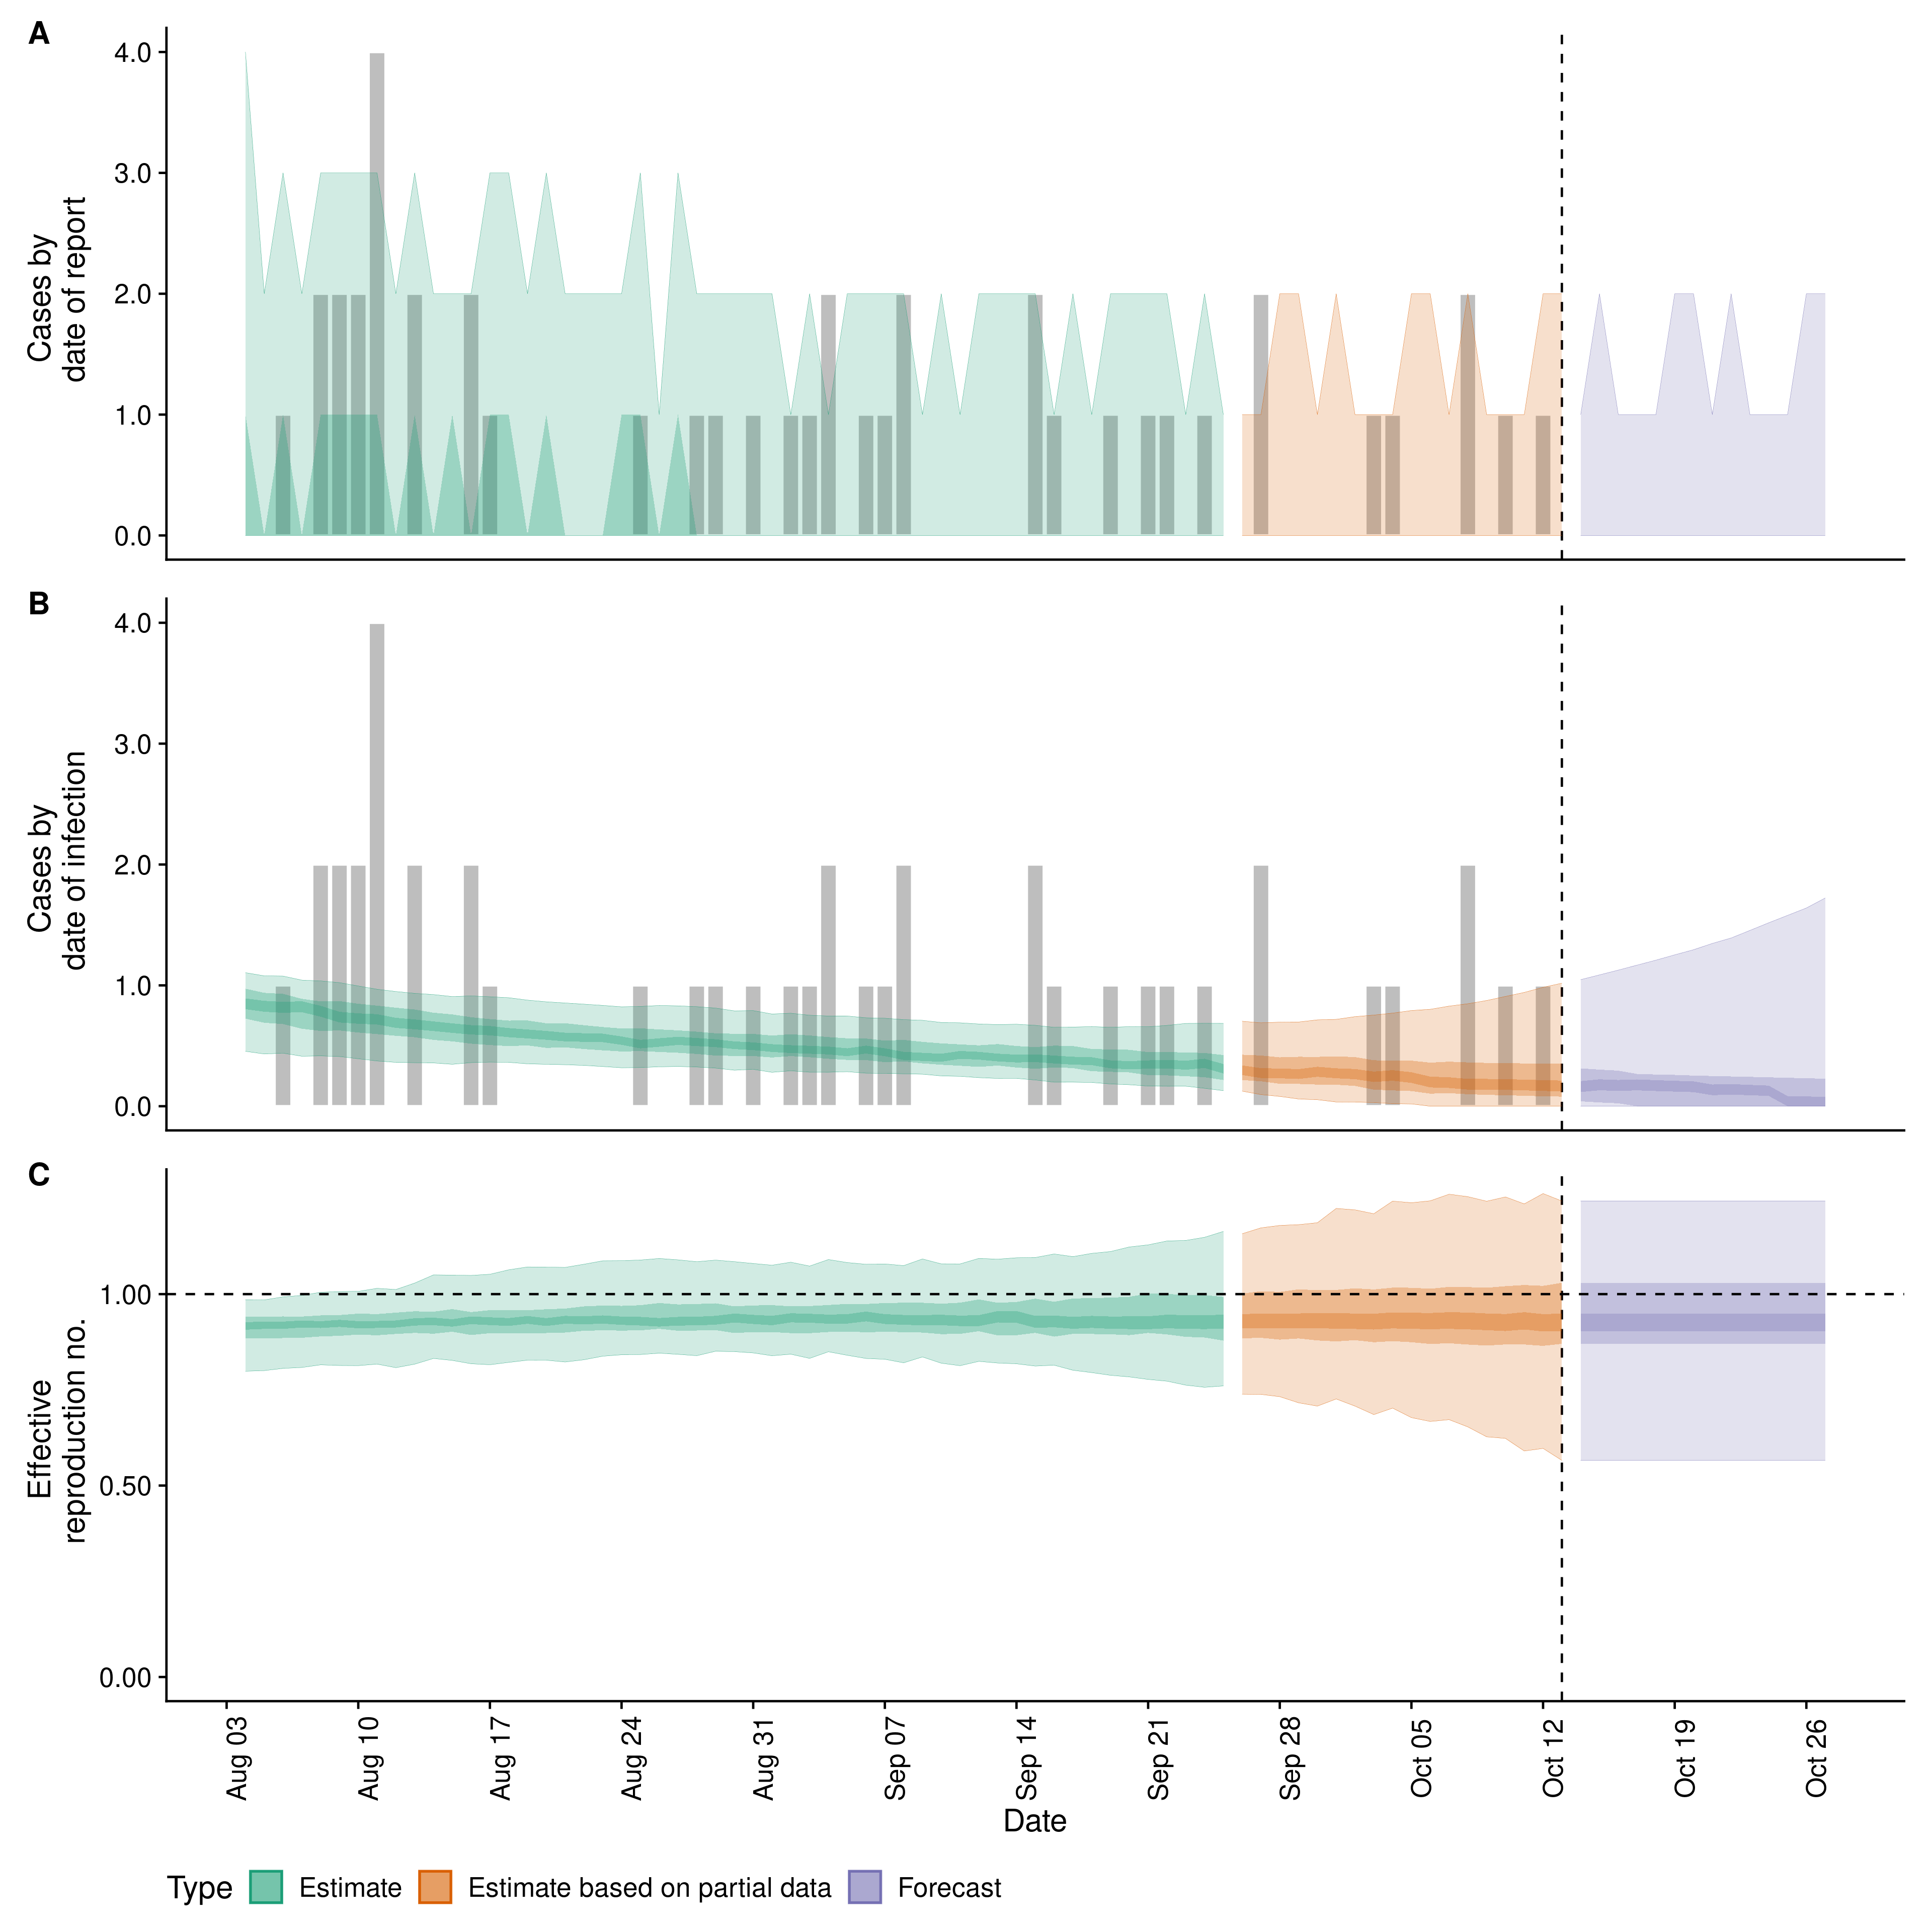 A
Cases by
date of report
4.0
3.0
2.0
1.0
0.0
B
Cases by
date of infection
4.0
3.0
2.0
1.0
0.0
C
Effective
reproduction no.
1.00
0.50
0.00
Aug 03
Aug 10
Aug 17
Aug 24
Aug 31
Sep 07
Sep 14
Sep 21
Sep 28
Oct 05
Oct 12
Oct 19
Oct 26
Date
Type Estimate Estimate based on partial data Forecast